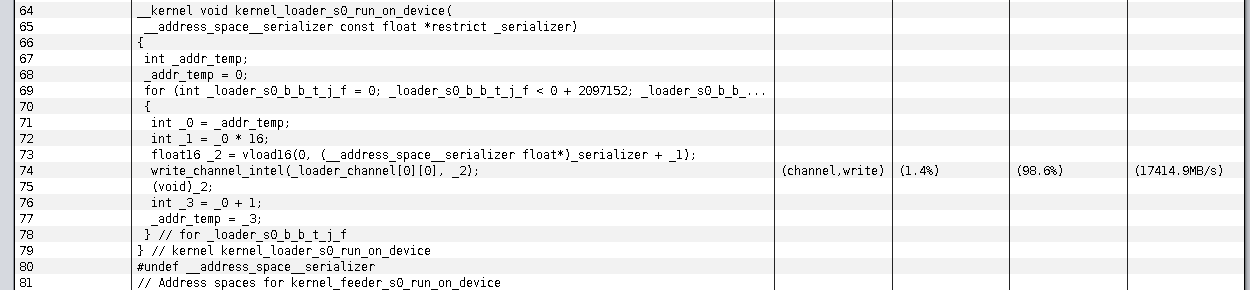 64 __kernel void kernel_loader_s0_run_on_device(
65 __address_space__serializer const float *restrict _serializer)
66 {
67 int _addr_temp;
68 _addr_temp = 0;
69 for (int _loader_s0_b_b_t_j_f = 0; _loader_s0_b_b_t_j_f < 0 + 2097152; _loader_s0_b_b_...
70 {
71 int _0 = _addr_temp;
72 int _1 = _0 * 16;
73 float16 _2 = vload16(0, (__address_space__serializer float*)_serializer + _1);
74 write_channel_intel(_loader_channel[0][0], _2); (channel,write) (1.4%) (98.6%) (17414.9MB/s)
75 (void)_2;
76 int _3 = _0 + 1;
77 _addr_temp = _3;
78 } // for _loader_s0_b_b_t_j_f
79 } // kernel kernel_loader_s0_run_on_device
80 #undef __address_space__serializer
81 // Address spaces for kernel_feeder_s0_run_on_device